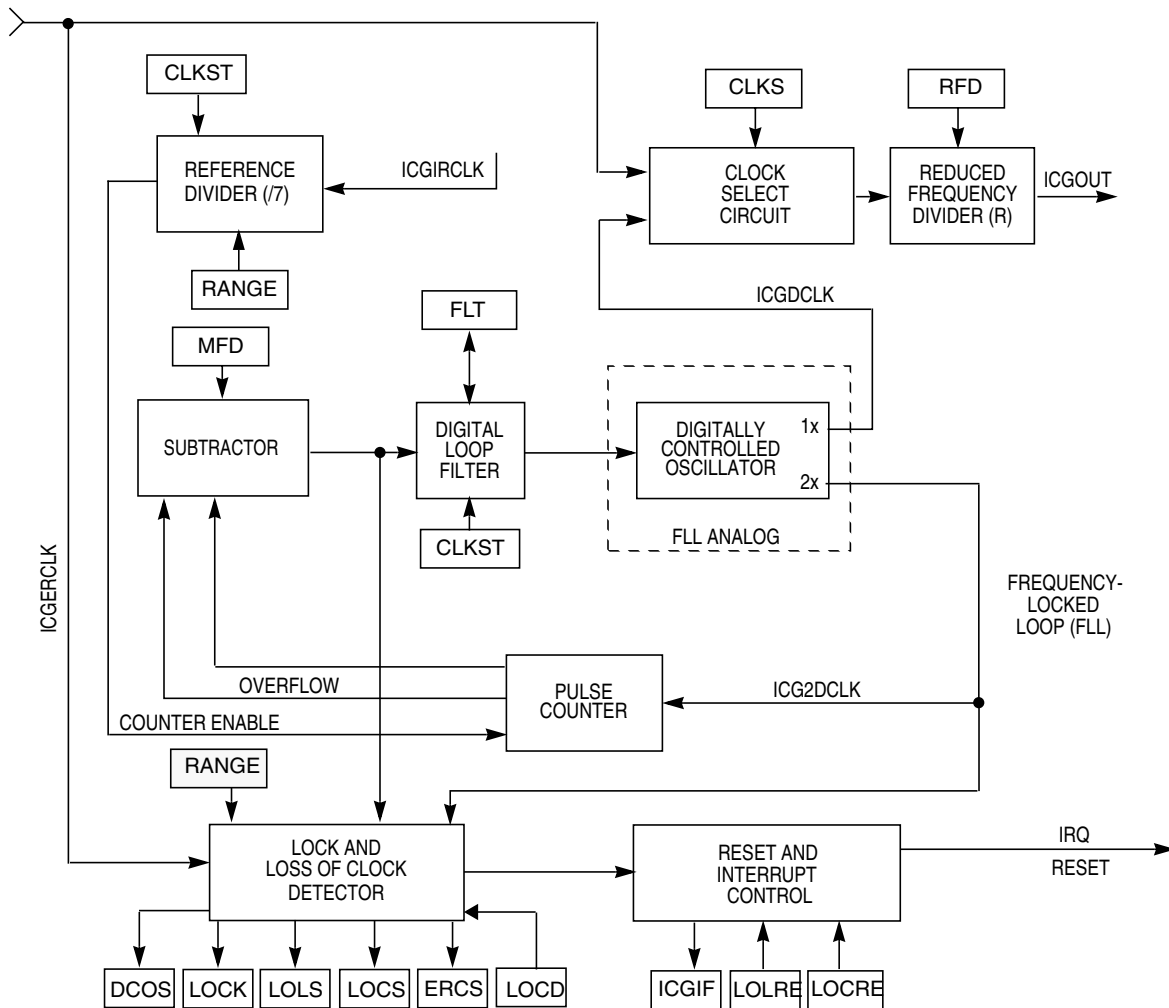 CLKST
CLKS
RFD
REFERENCE
DIVIDER (/7)
ICGIRCLK
CLOCK
SELECT
CIRCUIT
REDUCED
FREQUENCY
DIVIDER (R)
ICGOUT
RANGE
ICGDCLK
FLT
MFD
SUBTRACTOR
DIGITAL
LOOP
FILTER
DIGITALLY
CONTROLLED
OSCILLATOR
1x
2x
FLL ANALOG
CLKST
ICGERCLK
FREQUENCY-
LOCKED
LOOP (FLL)
OVERFLOW
PULSE
COUNTER
ICG2DCLK
COUNTER ENABLE
RANGE
LOCK AND
LOSS OF CLOCK
DETECTOR
RESET AND
INTERRUPT
CONTROL
IRQ
RESET
DCOS
LOCK
LOLS
LOCS
ERCS
LOCD
ICGIF
LOLRE
LOCRE